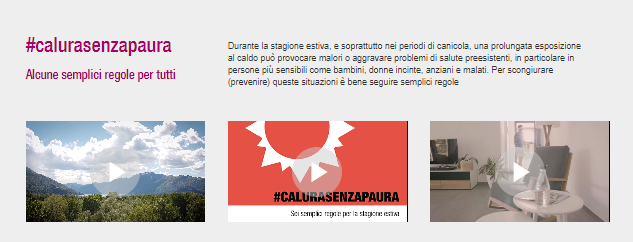 #calurasenzapaura
Alcune semplici regole per tutti
Durante la stagione estiva, e soprattutto nei periodi di canicola, una prolungata esposizione
al caldo può provocare malori o aggravare problemi di salute preesistenti, in particolare in
persone più sensibili come bambini, donne incinte, anziani e malati. Per scongiurare
(prevenire) queste situazioni è bene seguire semplici regole
#CALURASENZAPAURA
Sei semplici regole per la stagione estiva